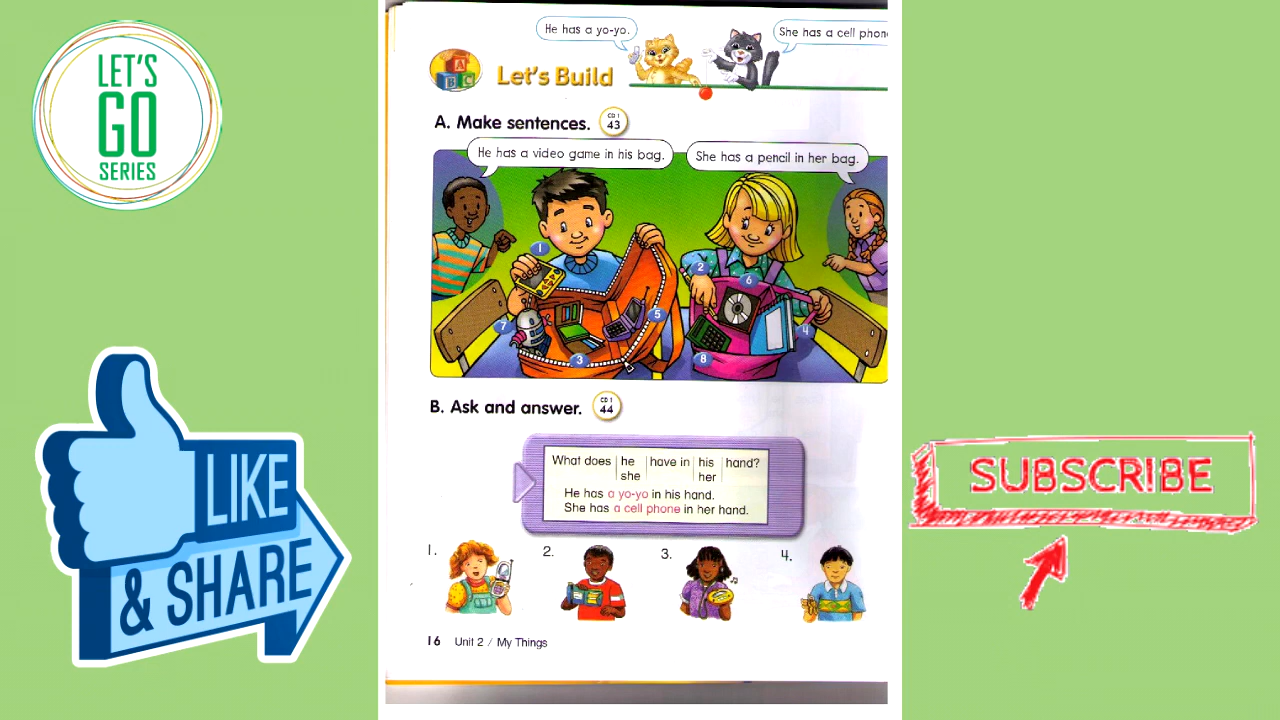 LET'S
GO
SERIES
LIKE
& SHARE
He has a yo-yo.
She has a cell phon
A
B C
Let's Build
A. Make sentences. CD 1 43
He has a video game in his bag.
She has a pencil in her bag.
1
2
6
7
5
4
3
8
B. Ask and answer. CD 1 44
What does he have in his hand?
she her
He has a yo-yo in his hand.
She has a cell phone in her hand.
1. 2. 3. 4.
16 Unit 2 / My Things
SUBSCRIBE